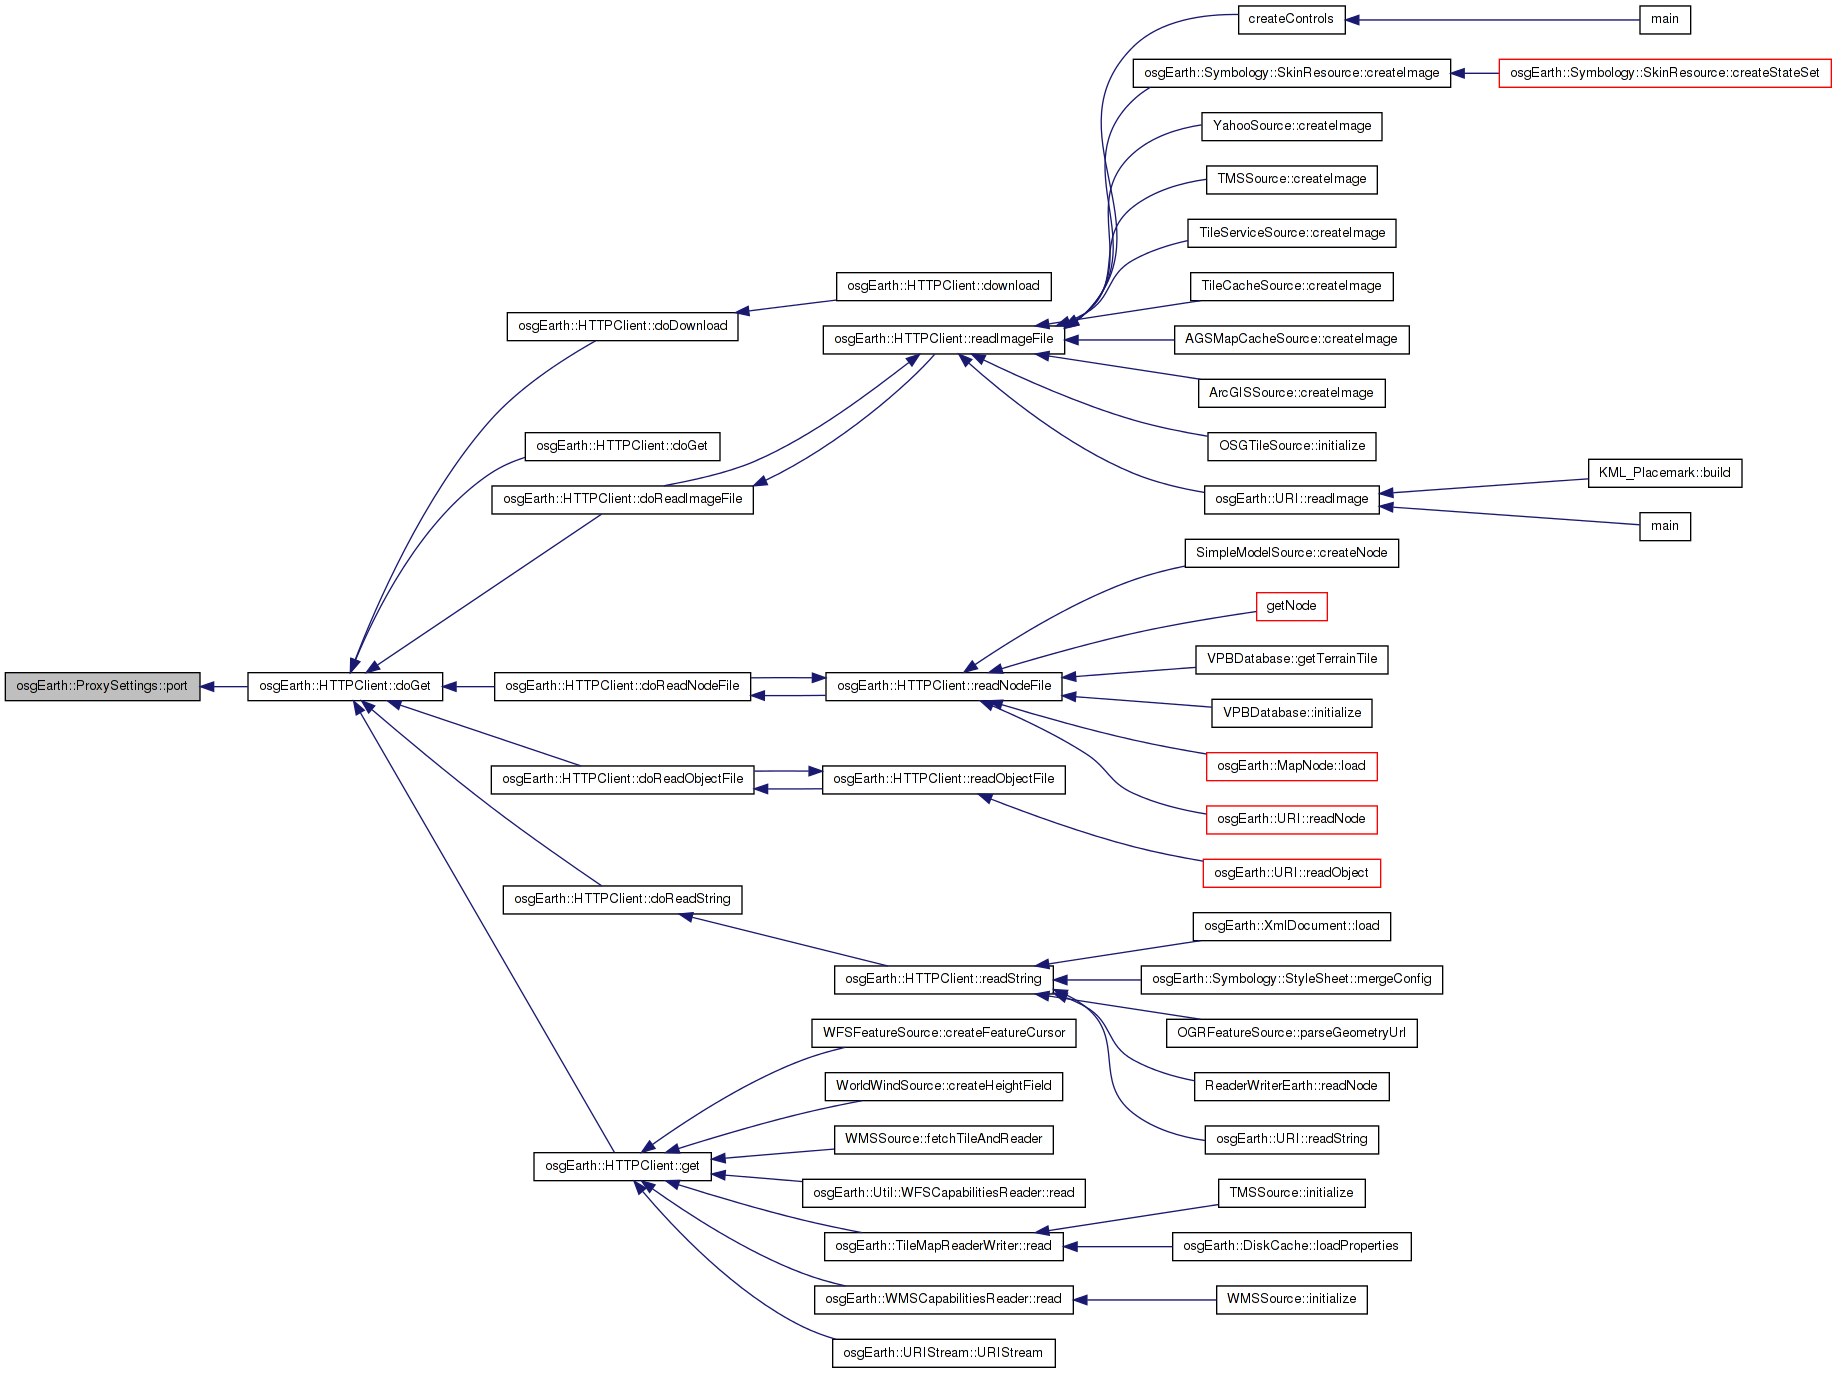 createControls
main
osgEarth::Symbology::SkinResource::createImage
osgEarth::Symbology::SkinResource::createStateSet
YahooSource::createImage
TMSSource::createImage
TileServiceSource::createImage
osgEarth::HTTPClient::download
TileCacheSource::createImage
osgEarth::HTTPClient::doDownload
osgEarth::HTTPClient::readImageFile
AGSMapCacheSource::createImage
ArcGISSource::createImage
osgEarth::HTTPClient::doGet
OSGTileSource::initialize
KML_Placemark::build
osgEarth::HTTPClient::doReadImageFile
osgEarth::URI::readImage
main
SimpleModelSource::createNode
getNode
VPBDatabase::getTerrainTile
osgEarth::ProxySettings::port
osgEarth::HTTPClient::doGet
osgEarth::HTTPClient::doReadNodeFile
osgEarth::HTTPClient::readNodeFile
VPBDatabase::initialize
osgEarth::MapNode::load
osgEarth::HTTPClient::doReadObjectFile
osgEarth::HTTPClient::readObjectFile
osgEarth::URI::readNode
osgEarth::URI::readObject
osgEarth::HTTPClient::doReadString
osgEarth::XmlDocument::load
osgEarth::HTTPClient::readString
osgEarth::Symbology::StyleSheet::mergeConfig
WFSFeatureSource::createFeatureCursor
OGRFeatureSource::parseGeometryUrl
WorldWindSource::createHeightField
ReaderWriterEarth::readNode
WMSSource::fetchTileAndReader
osgEarth::URI::readString
osgEarth::HTTPClient::get
osgEarth::Util::WFSCapabilitiesReader::read
TMSSource::initialize
osgEarth::TileMapReaderWriter::read
osgEarth::DiskCache::loadProperties
osgEarth::WMSCapabilitiesReader::read
WMSSource::initialize
osgEarth::URIStream::URIStream